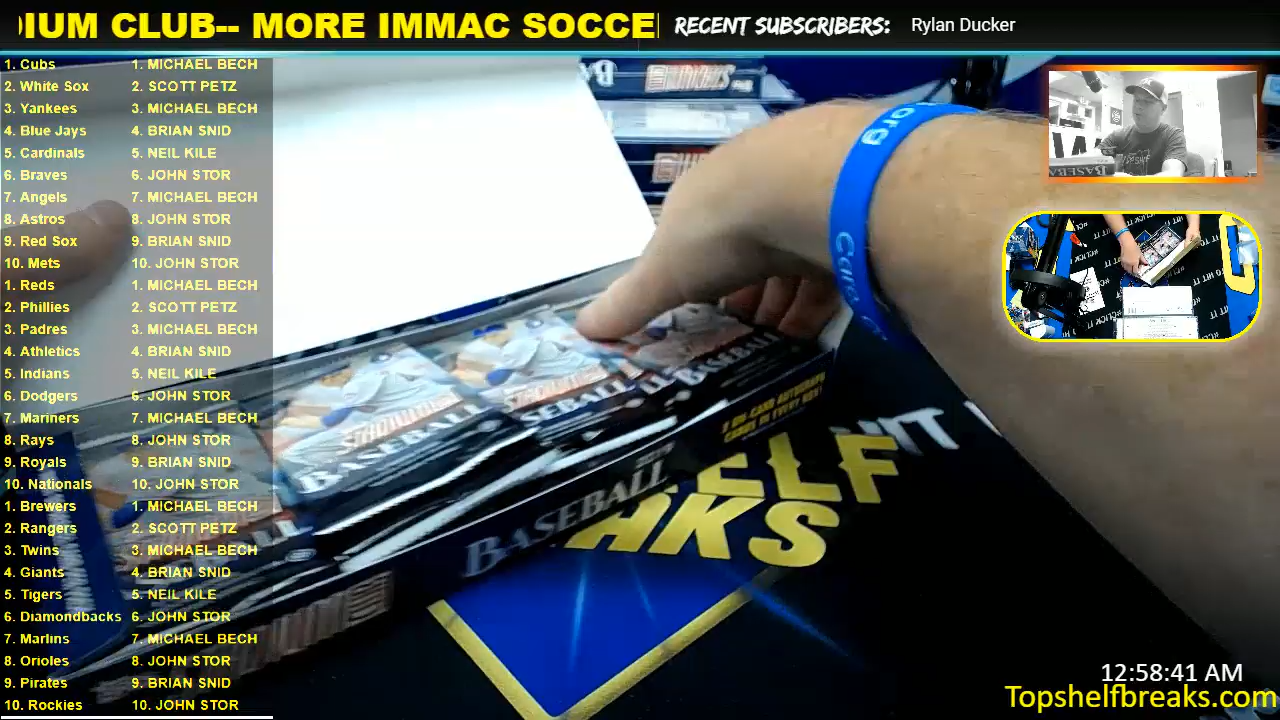 IUM CLUB-- MORE IMMAC SOCCE
RECENT SUBSCRIBERS: Rylan Ducker
1. Cubs 1. MICHAEL BECH
2. White Sox 2. SCOTT PETZ
3. Yankees 3. MICHAEL BECH
4. Blue Jays 4. BRIAN SNID
5. Cardinals 5. NEIL KILE
6. Braves 6. JOHN STOR
7. Angels 7. MICHAEL BECH
8. Astros 8. JOHN STOR
9. Red Sox 9. BRIAN SNID
10. Mets 10. JOHN STOR
1. Reds 1. MICHAEL BECH
2. Phillies 2. SCOTT PETZ
3. Padres 3. MICHAEL BECH
4. Athletics 4. BRIAN SNID
5. Indians 5. NEIL KILE
6. Dodgers 6. JOHN STOR
7. Mariners 7. MICHAEL BECH
8. Rays 8. JOHN STOR
9. Royals 9. BRIAN SNID
10. Nationals 10. JOHN STOR
1. Brewers 1. MICHAEL BECH
2. Rangers 2. SCOTT PETZ
3. Twins 3. MICHAEL BECH
4. Giants 4. BRIAN SNID
5. Tigers 5. NEIL KILE
6. Diamondbacks 6. JOHN STOR
7. Marlins 7. MICHAEL BECH
8. Orioles 8. JOHN STOR
9. Pirates 9. BRIAN SNID
10. Rockies 10. JOHN STOR
org
BASEBALL
SEBALL
BASEBALL
BASEBALL
ELF
AKS
HIT
12:58:41 AM
Topshelfbreaks.com